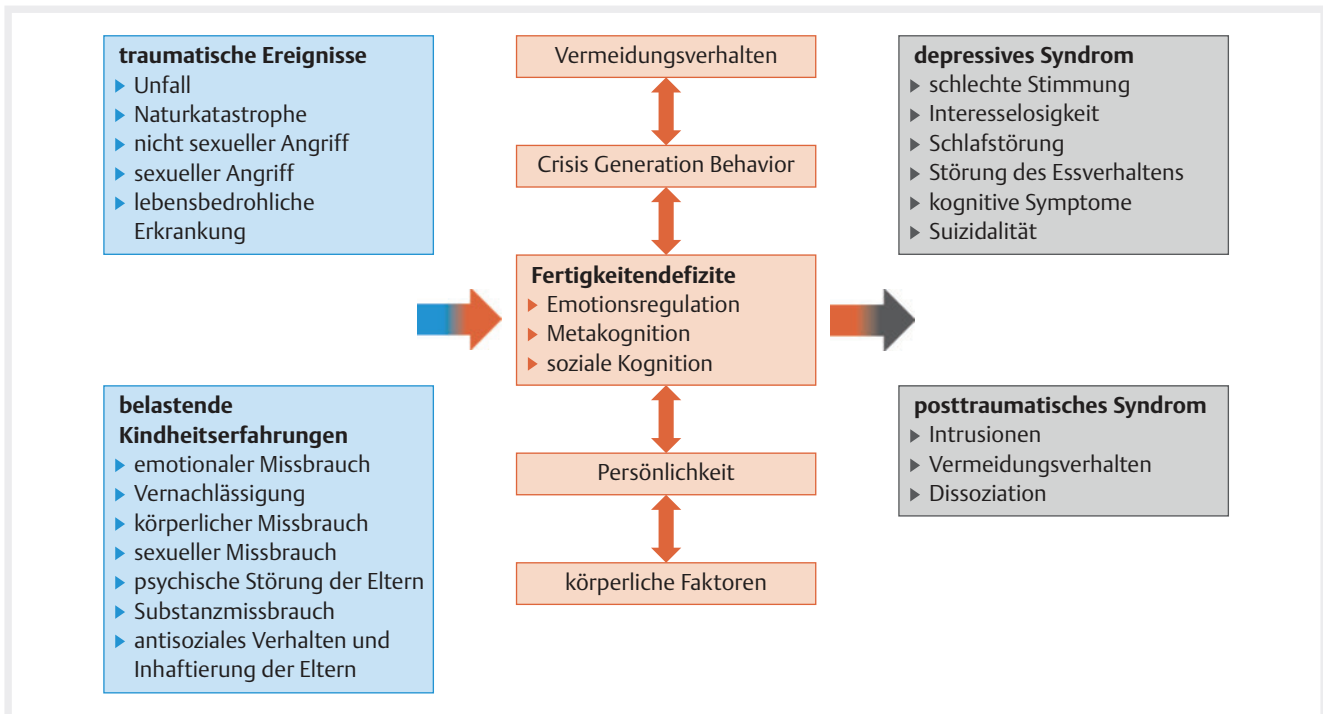 traumatische Ereignisse
▶ Unfall
▶ Naturkatastrophe
▶ nicht sexueller Angriff
▶ sexueller Angriff
▶ lebensbedrohliche
Erkrankung
belastende
Kindheitserfahrungen
▶ emotionaler Missbrauch
▶ Vernachlässigung
▶ körperlicher Missbrauch
▶ sexueller Missbrauch
▶ psychische Störung der Eltern
▶ Substanzmissbrauch
▶ antisoziales Verhalten und
Inhaftierung der Eltern
Vermeidungsverhalten
Crisis Generation Behavior
Fertigkeitendefizite
▶ Emotionsregulation
▶ Metakognition
▶ soziale Kognition
Persönlichkeit
körperliche Faktoren
depressives Syndrom
▶ schlechte Stimmung
▶ Interesselosigkeit
▶ Schlafstörung
▶ Störung des Essverhaltens
▶ kognitive Symptome
▶ Suizidalität
posttraumatisches Syndrom
▶ Intrusionen
▶ Vermeidungsverhalten
▶ Dissoziation